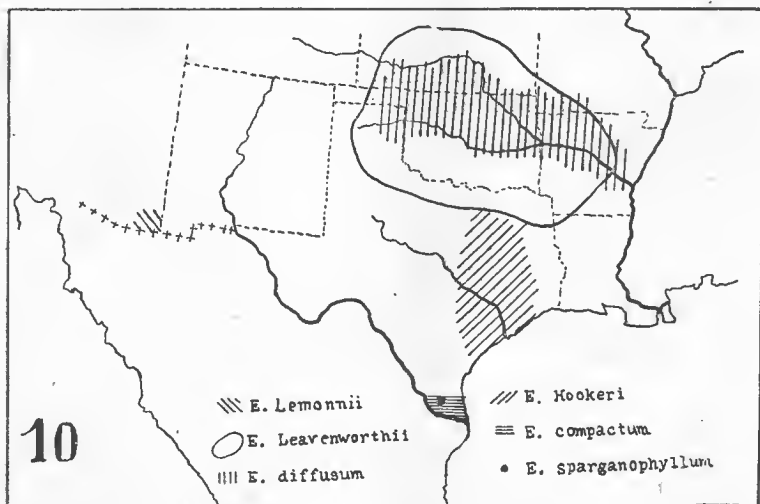 E. Lemonnii
E. Leavenworthii
E. diffusum
E. Hookeri
E. compactum
E. sparganophyllum
10